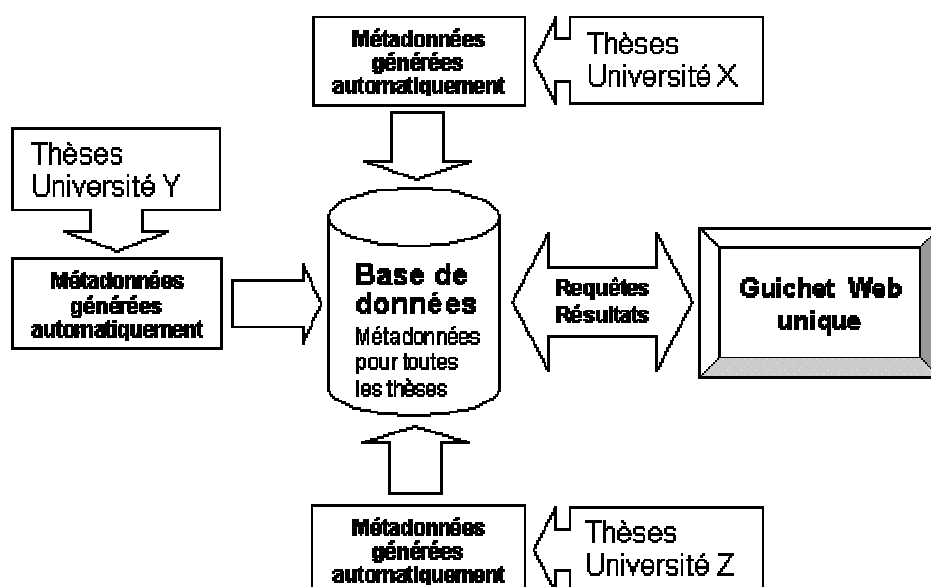 Métadonnées
générées
automatiquement
Thèses
Université X
Thèses
Université Y
Métadonnées
générées
automatiquement
Base de
données
Métadonnées
pour toutes
les thèses
Requêtes
Résultats
Guichet Web
unique
Métadonnées
générées
automatiquement
Thèses
Université Z